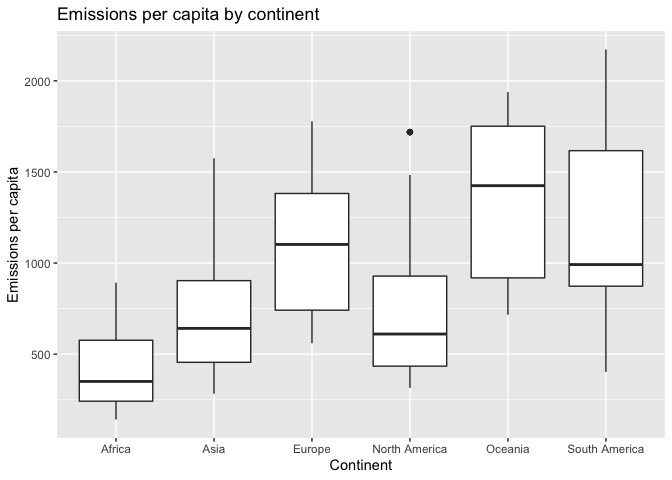 Emissions per capita by continent
Emissions per capita
2000
1500
1000
500
Africa Asia Europe North America Oceania South America
Continent